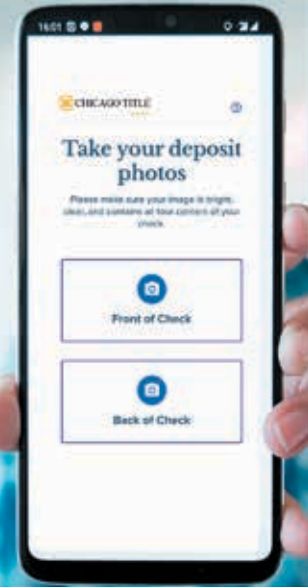 16:01
CHICAGO TITLE
Take your deposit
photos
Please make sure your image is bright,
clear, and contains all four corners of your
check.
Front of Check
Back of Check